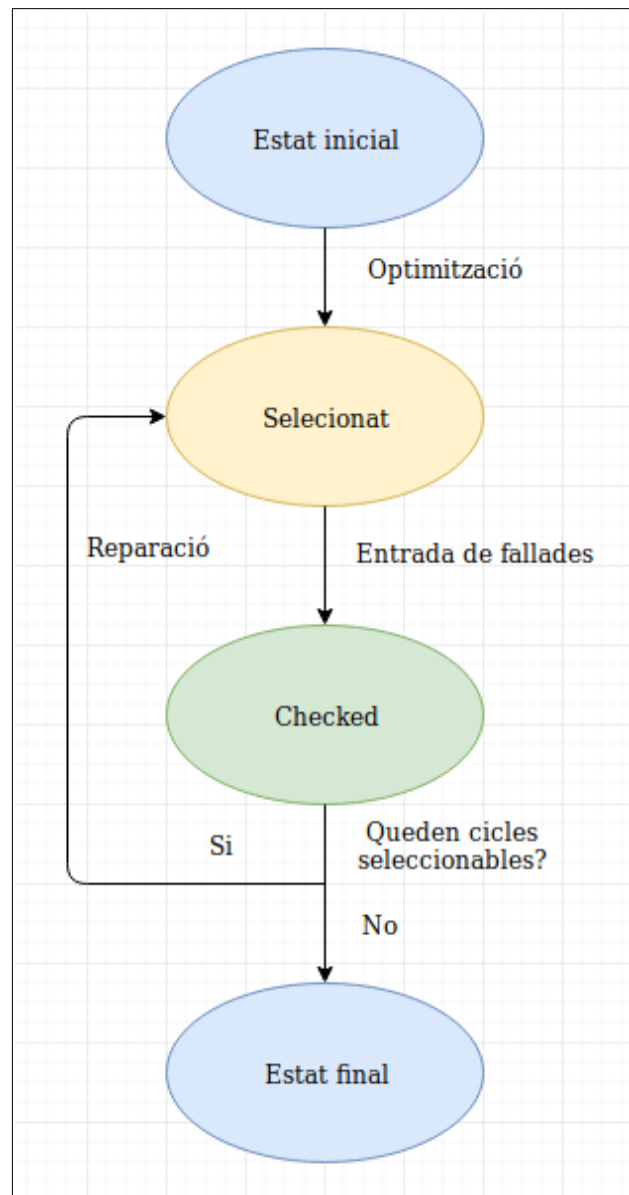 Estat inicial
Optimització
Selecionat
Reparació
Entrada de fallades
Checked
Si
Queden cicles
seleccionables?
No
Estat final